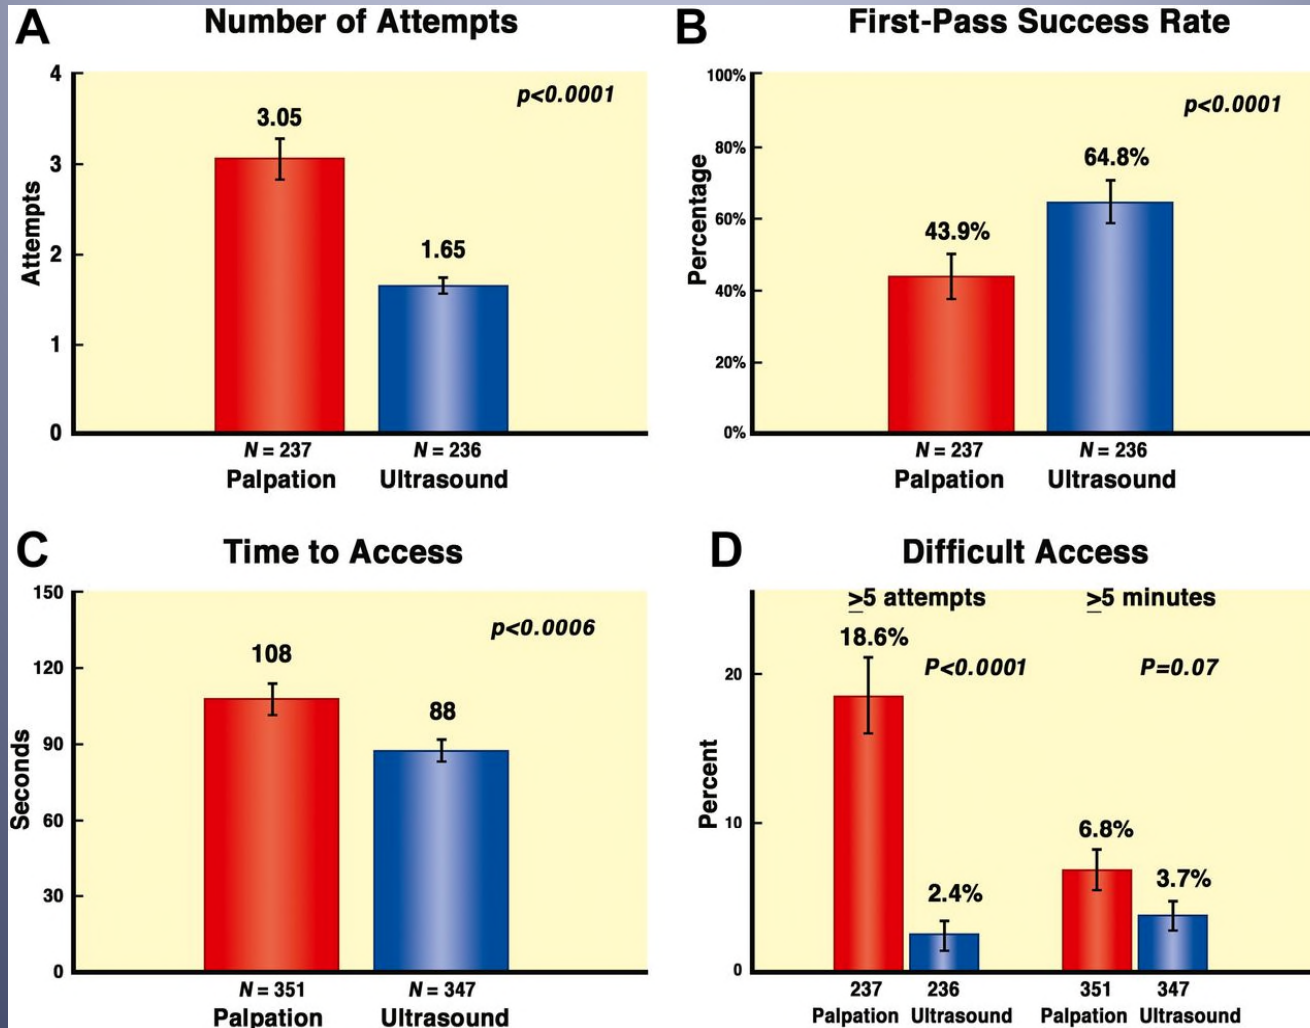 A
Number of Attempts
4
3
2
1
0
Attempts
p<0.0001
3.05
1.65
N = 237
N = 236
Palpation
Ultrasound
B
First-Pass Success Rate
100%
80%
60%
40%
20%
0%
Percentage
p<0.0001
43.9%
64.8%
N = 237
N = 236
Palpation
Ultrasound
C
Time to Access
150
120
90
60
30
0
Seconds
p<0.0006
108
88
N = 351
N = 347
Palpation
Ultrasound
D
Difficult Access
≥5 attempts
≥5 minutes
18.6%
P<0.0001
P=0.07
20
10
0
Percent
2.4%
6.8%
3.7%
237
236
351
347
Palpation
Ultrasound
Palpation
Ultrasound